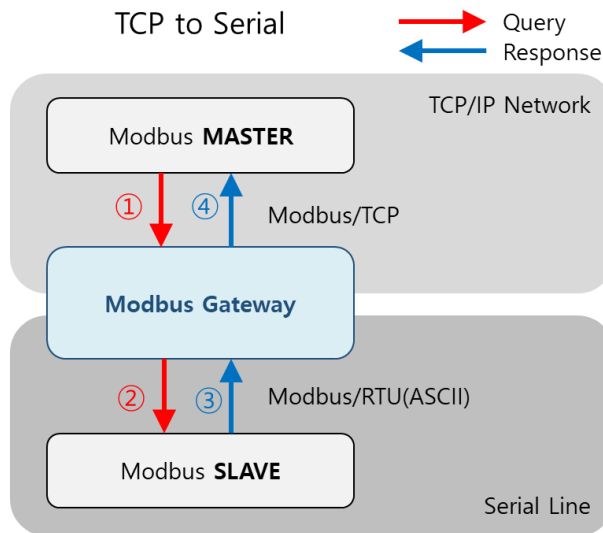 TCP to Serial
Query
Response
TCP/IP Network
Modbus MASTER
① ④
Modbus/TCP
Modbus Gateway
② ③
Modbus/RTU(ASCII)
Modbus SLAVE
Serial Line